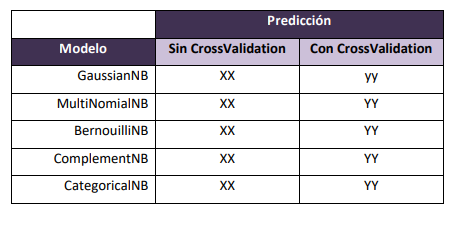 Predicción
Modelo Sin CrossValidation Con CrossValidation
GaussianNB XX yy
MultiNomialNB XX YY
BernouilliNB XX YY
ComplementNB XX YY
CategoricalNB XX YY